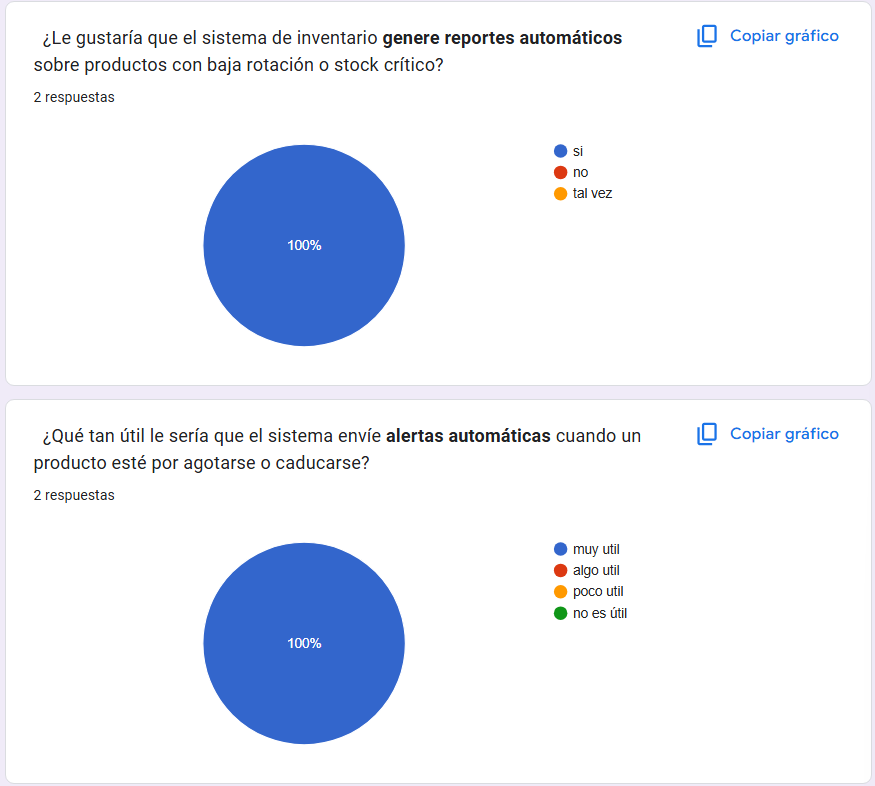 ¿Le gustaría que el sistema de inventario genere reportes automáticos
sobre productos con baja rotación o stock crítico?
Copiar gráfico
2 respuestas
100%
si
no
tal vez
¿Qué tan útil le sería que el sistema envíe alertas automáticas cuando un
producto esté por agotarse o caducarse?
Copiar gráfico
2 respuestas
100%
muy util
algo util
poco util
no es útil